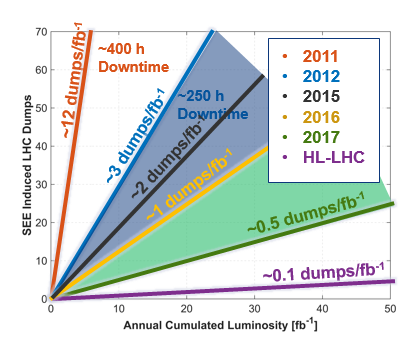 70
60
50
40
30
20
10
0
0
10
20
30
40
50
SEE Induced LHC Dumps
Annual Cumulated Luminosity [fb⁻¹]
~400 h
Downtime
~250 h
Downtime
~12 dumps/fb⁻¹
~3 dumps/fb⁻¹
~2 dumps/fb⁻¹
~1 dumps/fb⁻¹
~0.5 dumps/fb⁻¹
~0.1 dumps/fb⁻¹
2011
2012
2015
2016
2017
HL-LHC